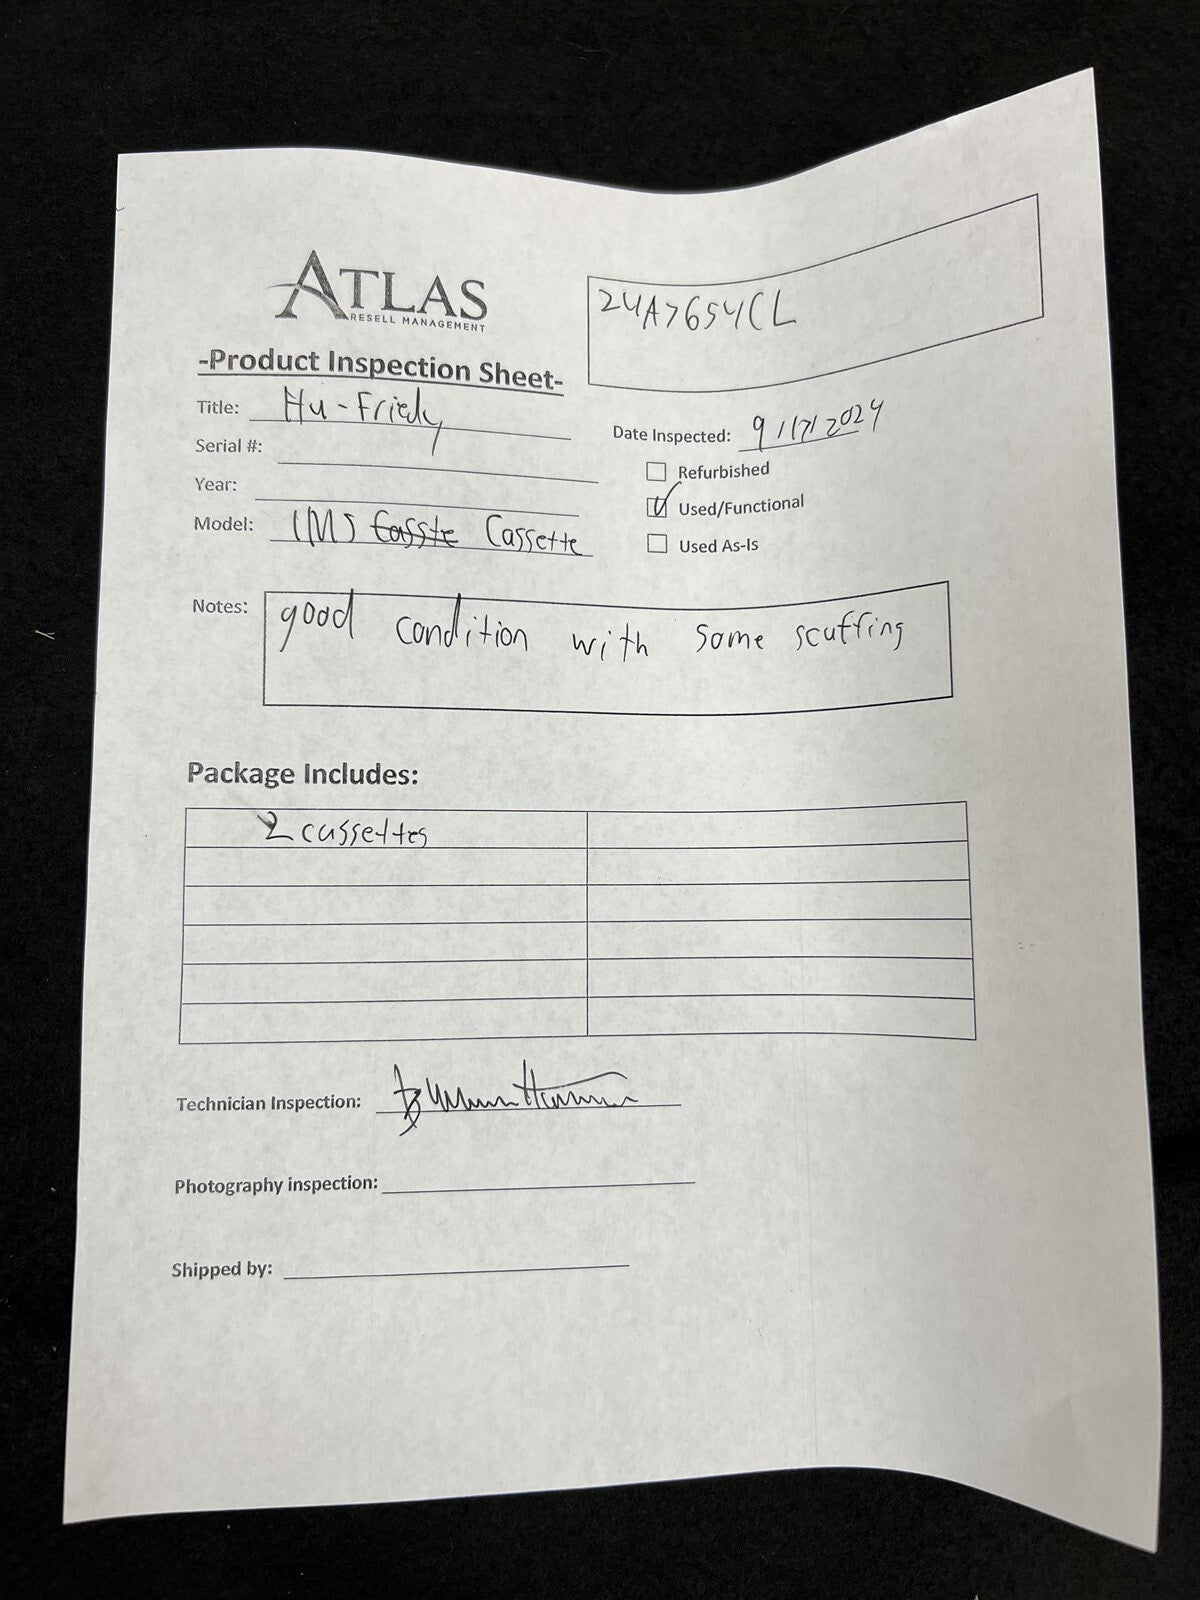 ATLAS
RESELL MANAGEMENT
24A7654CL
-Product Inspection Sheet-
Title: Hu-Friedy
Date Inspected: 9/17/2024
Serial #:
Refurbished
Year:
Used/Functional
Model: IMS Casste Cassette
Used As-Is
Notes: good condition with some scuffing
Package Includes:
2 cassettes
Technician Inspection:
Photography inspection:
Shipped by: